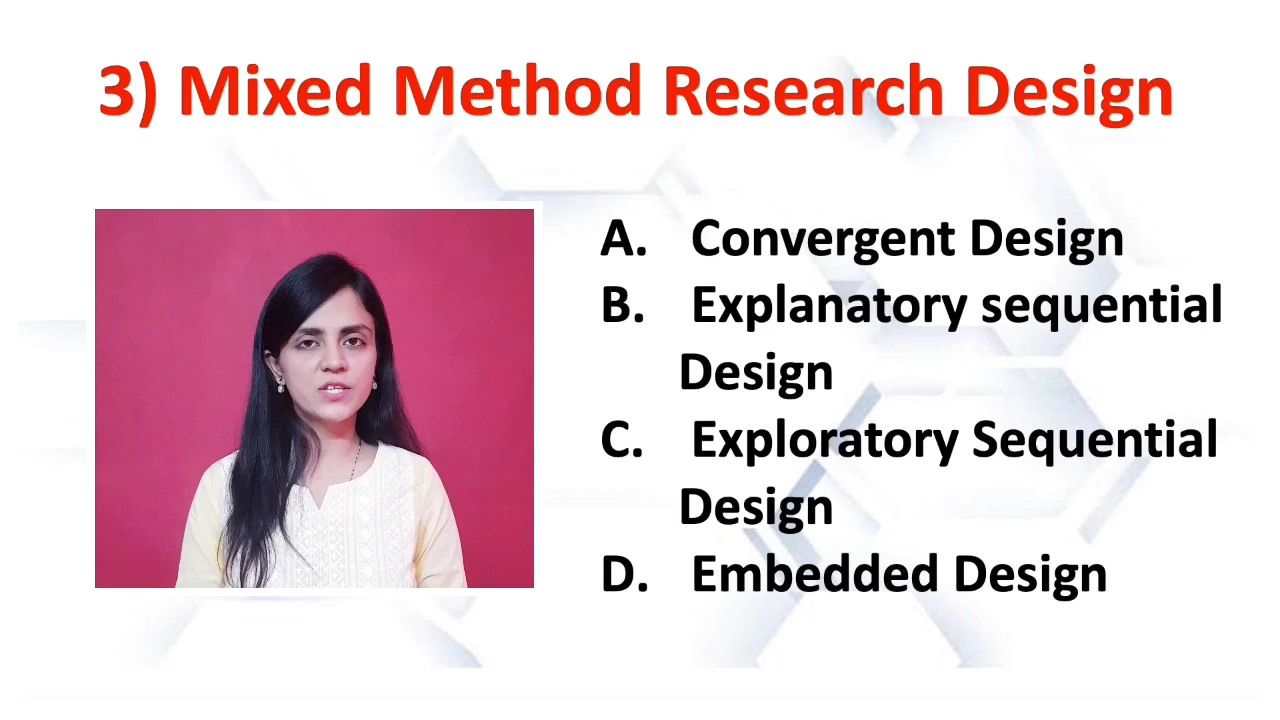 3) Mixed Method Research Design
A. Convergent Design
B. Explanatory sequential
Design
C. Exploratory Sequential
Design
D. Embedded Design